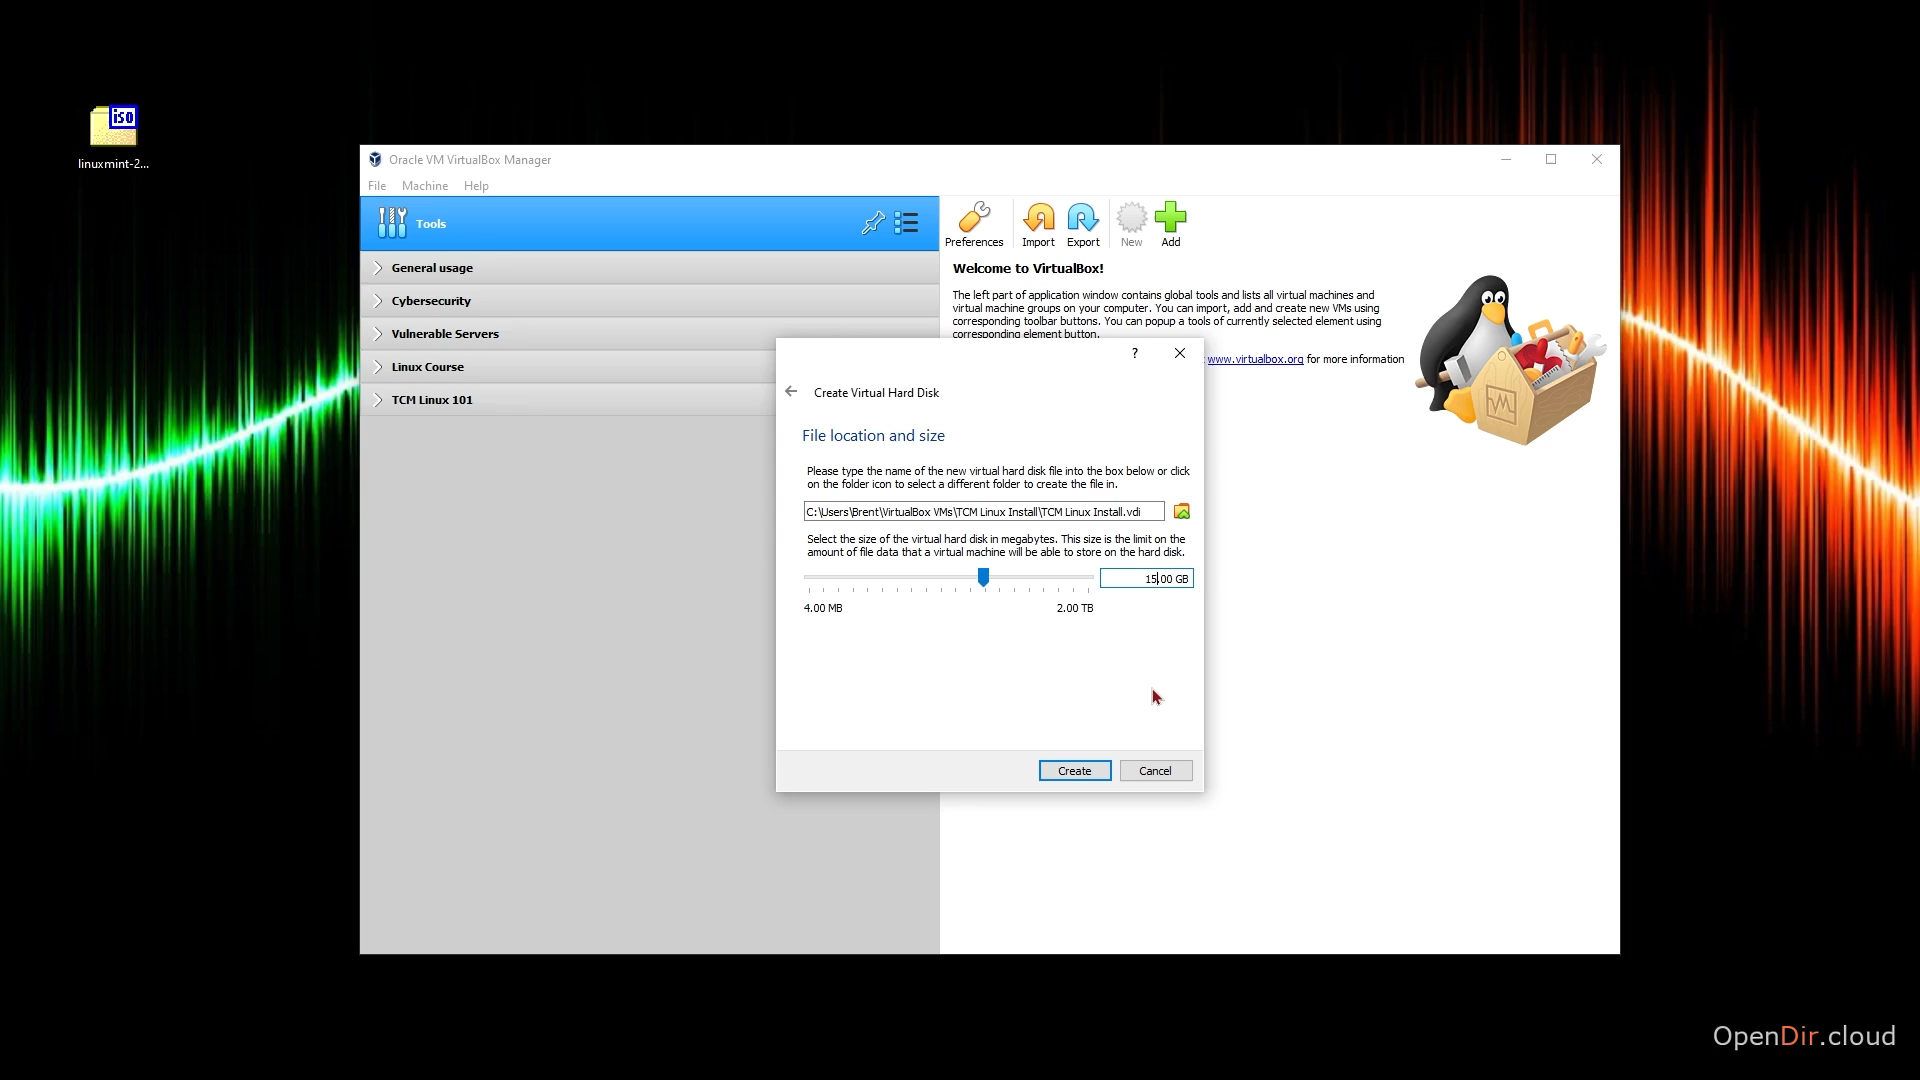 iso
linuxmint-2...
Oracle VM VirtualBox Manager
File Machine Help
Tools
General usage
Cybersecurity
Vulnerable Servers
Linux Course
TCM Linux 101
Preferences Import Export New Add
Welcome to VirtualBox!
The left part of application window contains global tools and lists all virtual machines and
virtual machine groups on your computer. You can import, add and create new VMs using
corresponding toolbar buttons. You can popup a tools of currently selected element using
corresponding element button.
www.virtualbox.org for more information
?
Create Virtual Hard Disk
File location and size
Please type the name of the new virtual hard disk file into the box below or click
on the folder icon to select a different folder to create the file in.
C:\Users\Brent\VirtualBox VMs\TCM Linux Install\TCM Linux Install.vdi
Select the size of the virtual hard disk in megabytes. This size is the limit on the
amount of file data that a virtual machine will be able to store on the hard disk.
15.00 GB
4.00 MB 2.00 TB
Create Cancel
OpenDir.cloud